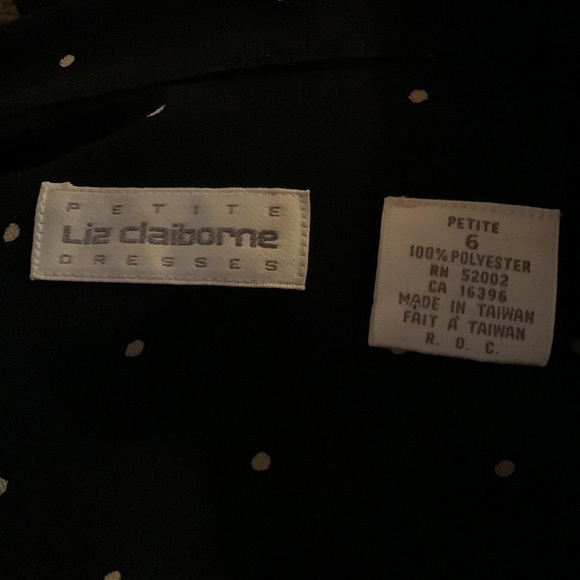 PETITE
Liz claiborne
DRESSES
PETITE
6
100% POLYESTER
RN 52002
CA 16396
MADE IN TAIWAN
FAIT À TAIWAN
R. O. C.